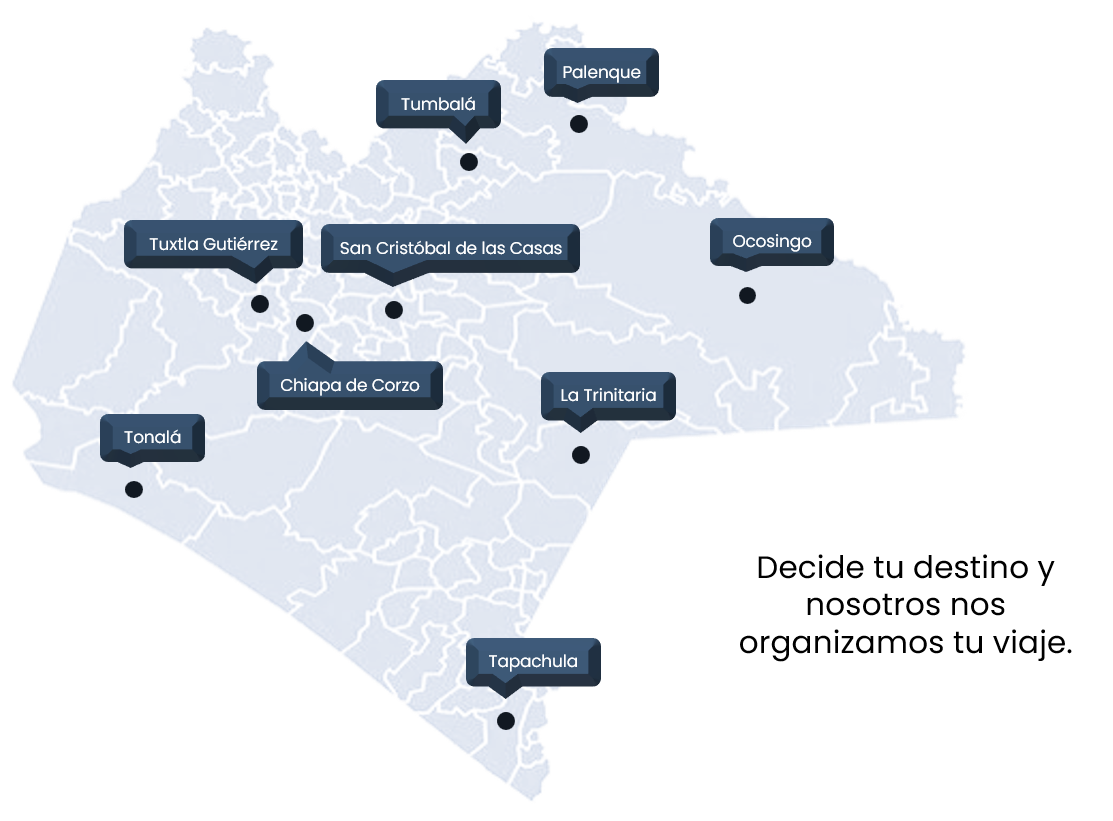 Palenque
Tumbalá
Ocosingo
Tuxtla Gutiérrez
San Cristóbal de las Casas
Chiapa de Corzo
La Trinitaria
Tonalá
Decide tu destino y
nosotros nos
organizamos tu viaje.
Tapachula